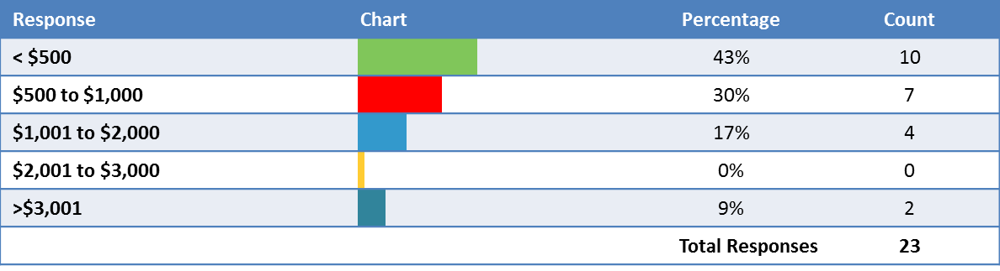 Response Chart Percentage Count
< $500 43% 10
$500 to $1,000 30% 7
$1,001 to $2,000 17% 4
$2,001 to $3,000 0% 0
>$3,001 9% 2
Total Responses 23